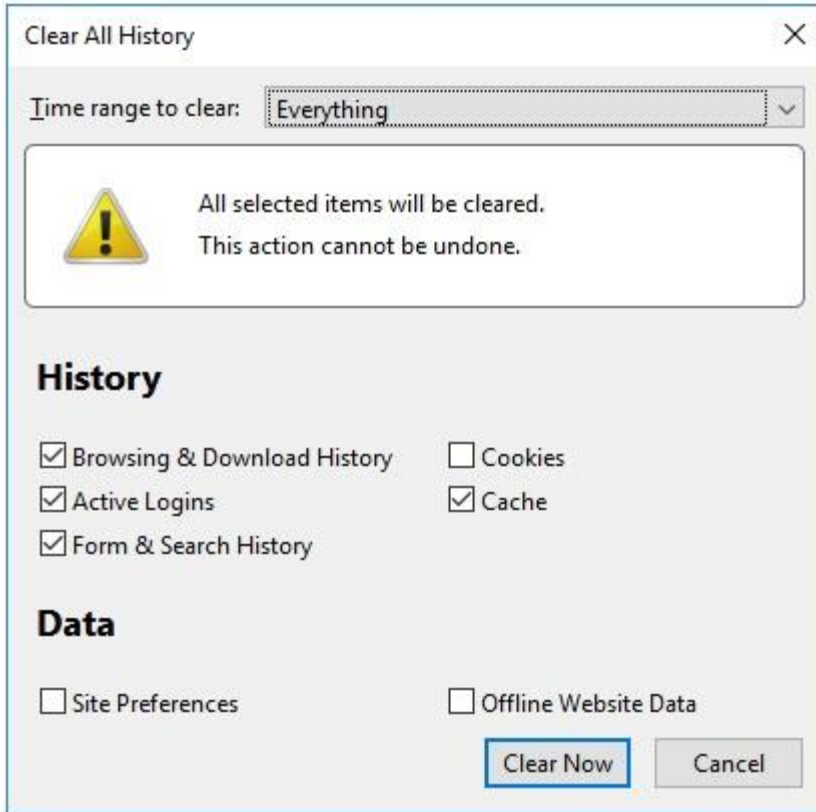 Clear All History
Time range to clear: Everything
All selected items will be cleared.
This action cannot be undone.
History
Browsing & Download History Cookies
Active Logins Cache
Form & Search History
Data
Site Preferences Offline Website Data
Clear Now Cancel